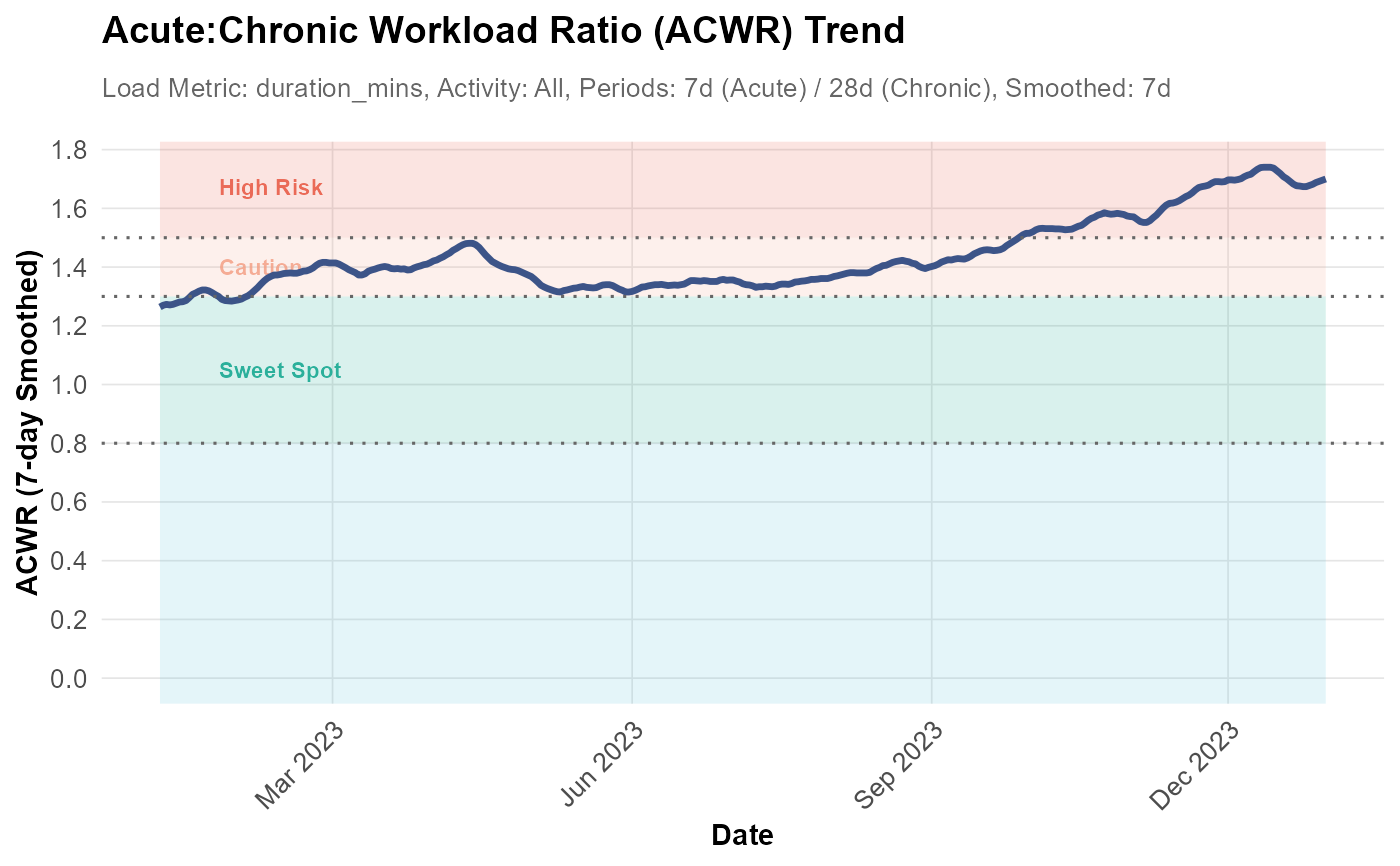 Acute:Chronic Workload Ratio (ACWR) Trend
Load Metric: duration_mins, Activity: All, Periods: 7d (Acute) / 28d (Chronic), Smoothed: 7d
ACWR (7-day Smoothed)
1.8
1.6
1.4
1.2
1.0
0.8
0.6
0.4
0.2
0.0
High Risk
Caution
Sweet Spot
Mar 2023
Jun 2023
Sep 2023
Dec 2023
Date